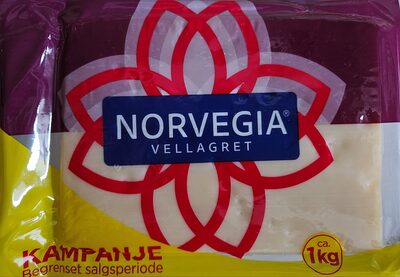 NORVEGIA®
VELLAGRET
KAMPANJE
Begrenset salgsperiode
ca.
1kg